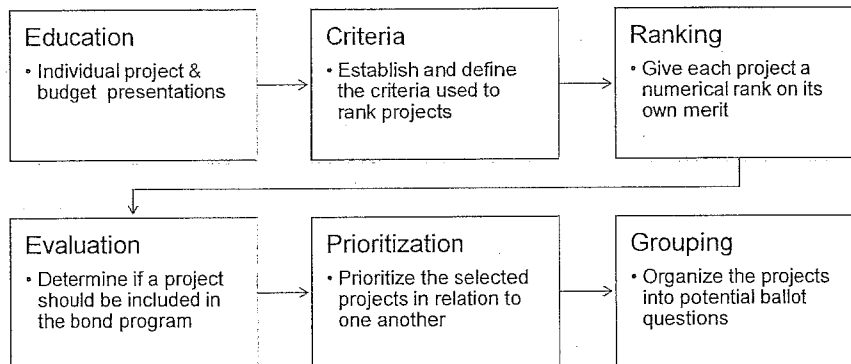 Education
• Individual project &
budget presentations
Criteria
• Establish and define
the criteria used to
rank projects
Ranking
• Give each project a
numerical rank on its
own merit
Evaluation
• Determine if a project
should be included in
the bond program
Prioritization
• Prioritize the selected
projects in relation to
one another
Grouping
• Organize the projects
into potential ballot
questions